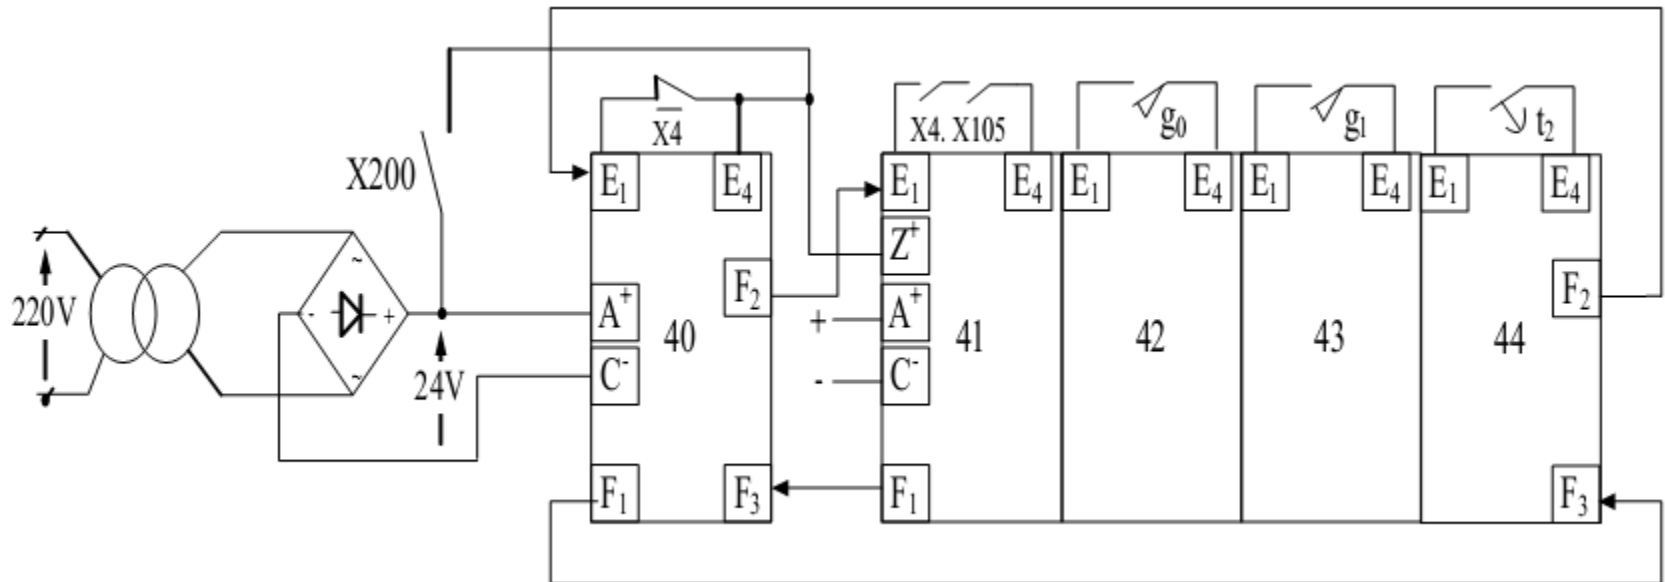 X4
X4. X105
g0
g1
t2
X200
E1
E4
E1
E4
E1
E4
E1
E4
E1
E4
Z+
~
F2
F2
220V
- +
A+
+
A+
40
41
42
43
44
C-
-
C-
~
24V
F1
F3
F1
F3